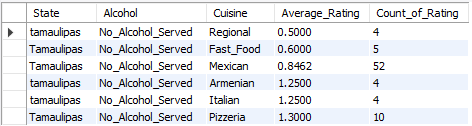 State Alcohol Cuisine Average_Rating Count_of_Rating
tamaulipas No_Alcohol_Served Regional 0.5000 4
Tamaulipas No_Alcohol_Served Fast_Food 0.6000 5
tamaulipas No_Alcohol_Served Mexican 0.8462 52
tamaulipas No_Alcohol_Served Armenian 1.2500 4
tamaulipas No_Alcohol_Served Italian 1.2500 4
Tamaulipas No_Alcohol_Served Pizzeria 1.3000 10